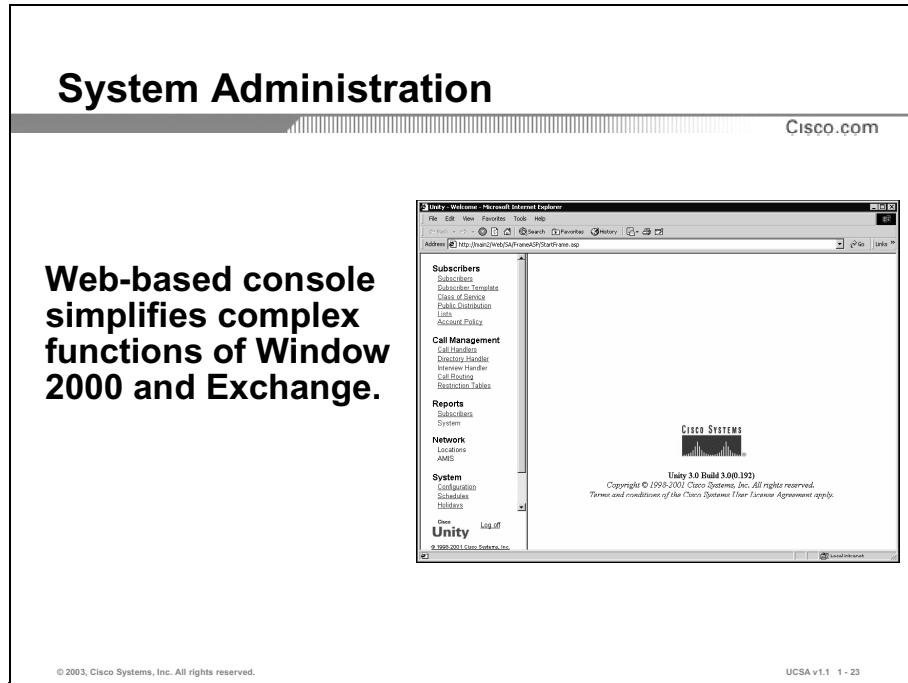 System Administration
Cisco.com
Web-based console
simplifies complex
functions of Window
2000 and Exchange.
Unity - Welcome - Microsoft Internet Explorer
File Edit View Favorites Tools Help
Back Search Favorites History
Address http://main2/Web/SA/FrameASP/StartFrame.asp Go Links »
Subscribers
Subscribers
Subscriber Template
Class of Service
Public Distribution
Lists
Account Policy
Call Management
Call Handlers
Directory Handler
Interview Handler
Call Routing
Restriction Tables
Reports
Subscribers
System
Network
Locations
AMIS
System
Configuration
Schedules
Holidays
Cisco
Unity Log off
© 1998-2001 Cisco Systems, Inc.
CISCO SYSTEMS
Unity 3.0 Build 3.0(0.192)
Copyright © 1998-2001 Cisco Systems, Inc. All rights reserved.
Terms and conditions of the Cisco Systems User License Agreement apply.
Local intranet
© 2003, Cisco Systems, Inc. All rights reserved.
UCSA v1.1 1 - 23